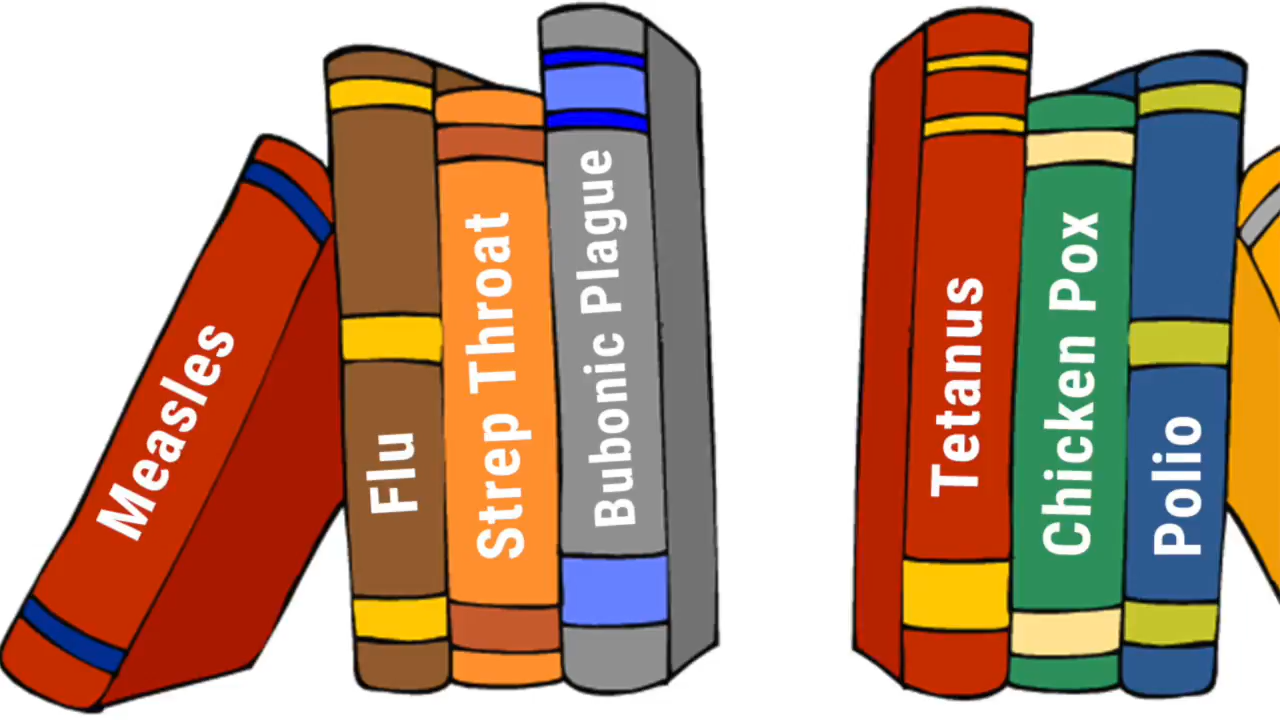 Measles
Flu
Strep Throat
Bubonic Plague
Tetanus
Chicken Pox
Polio